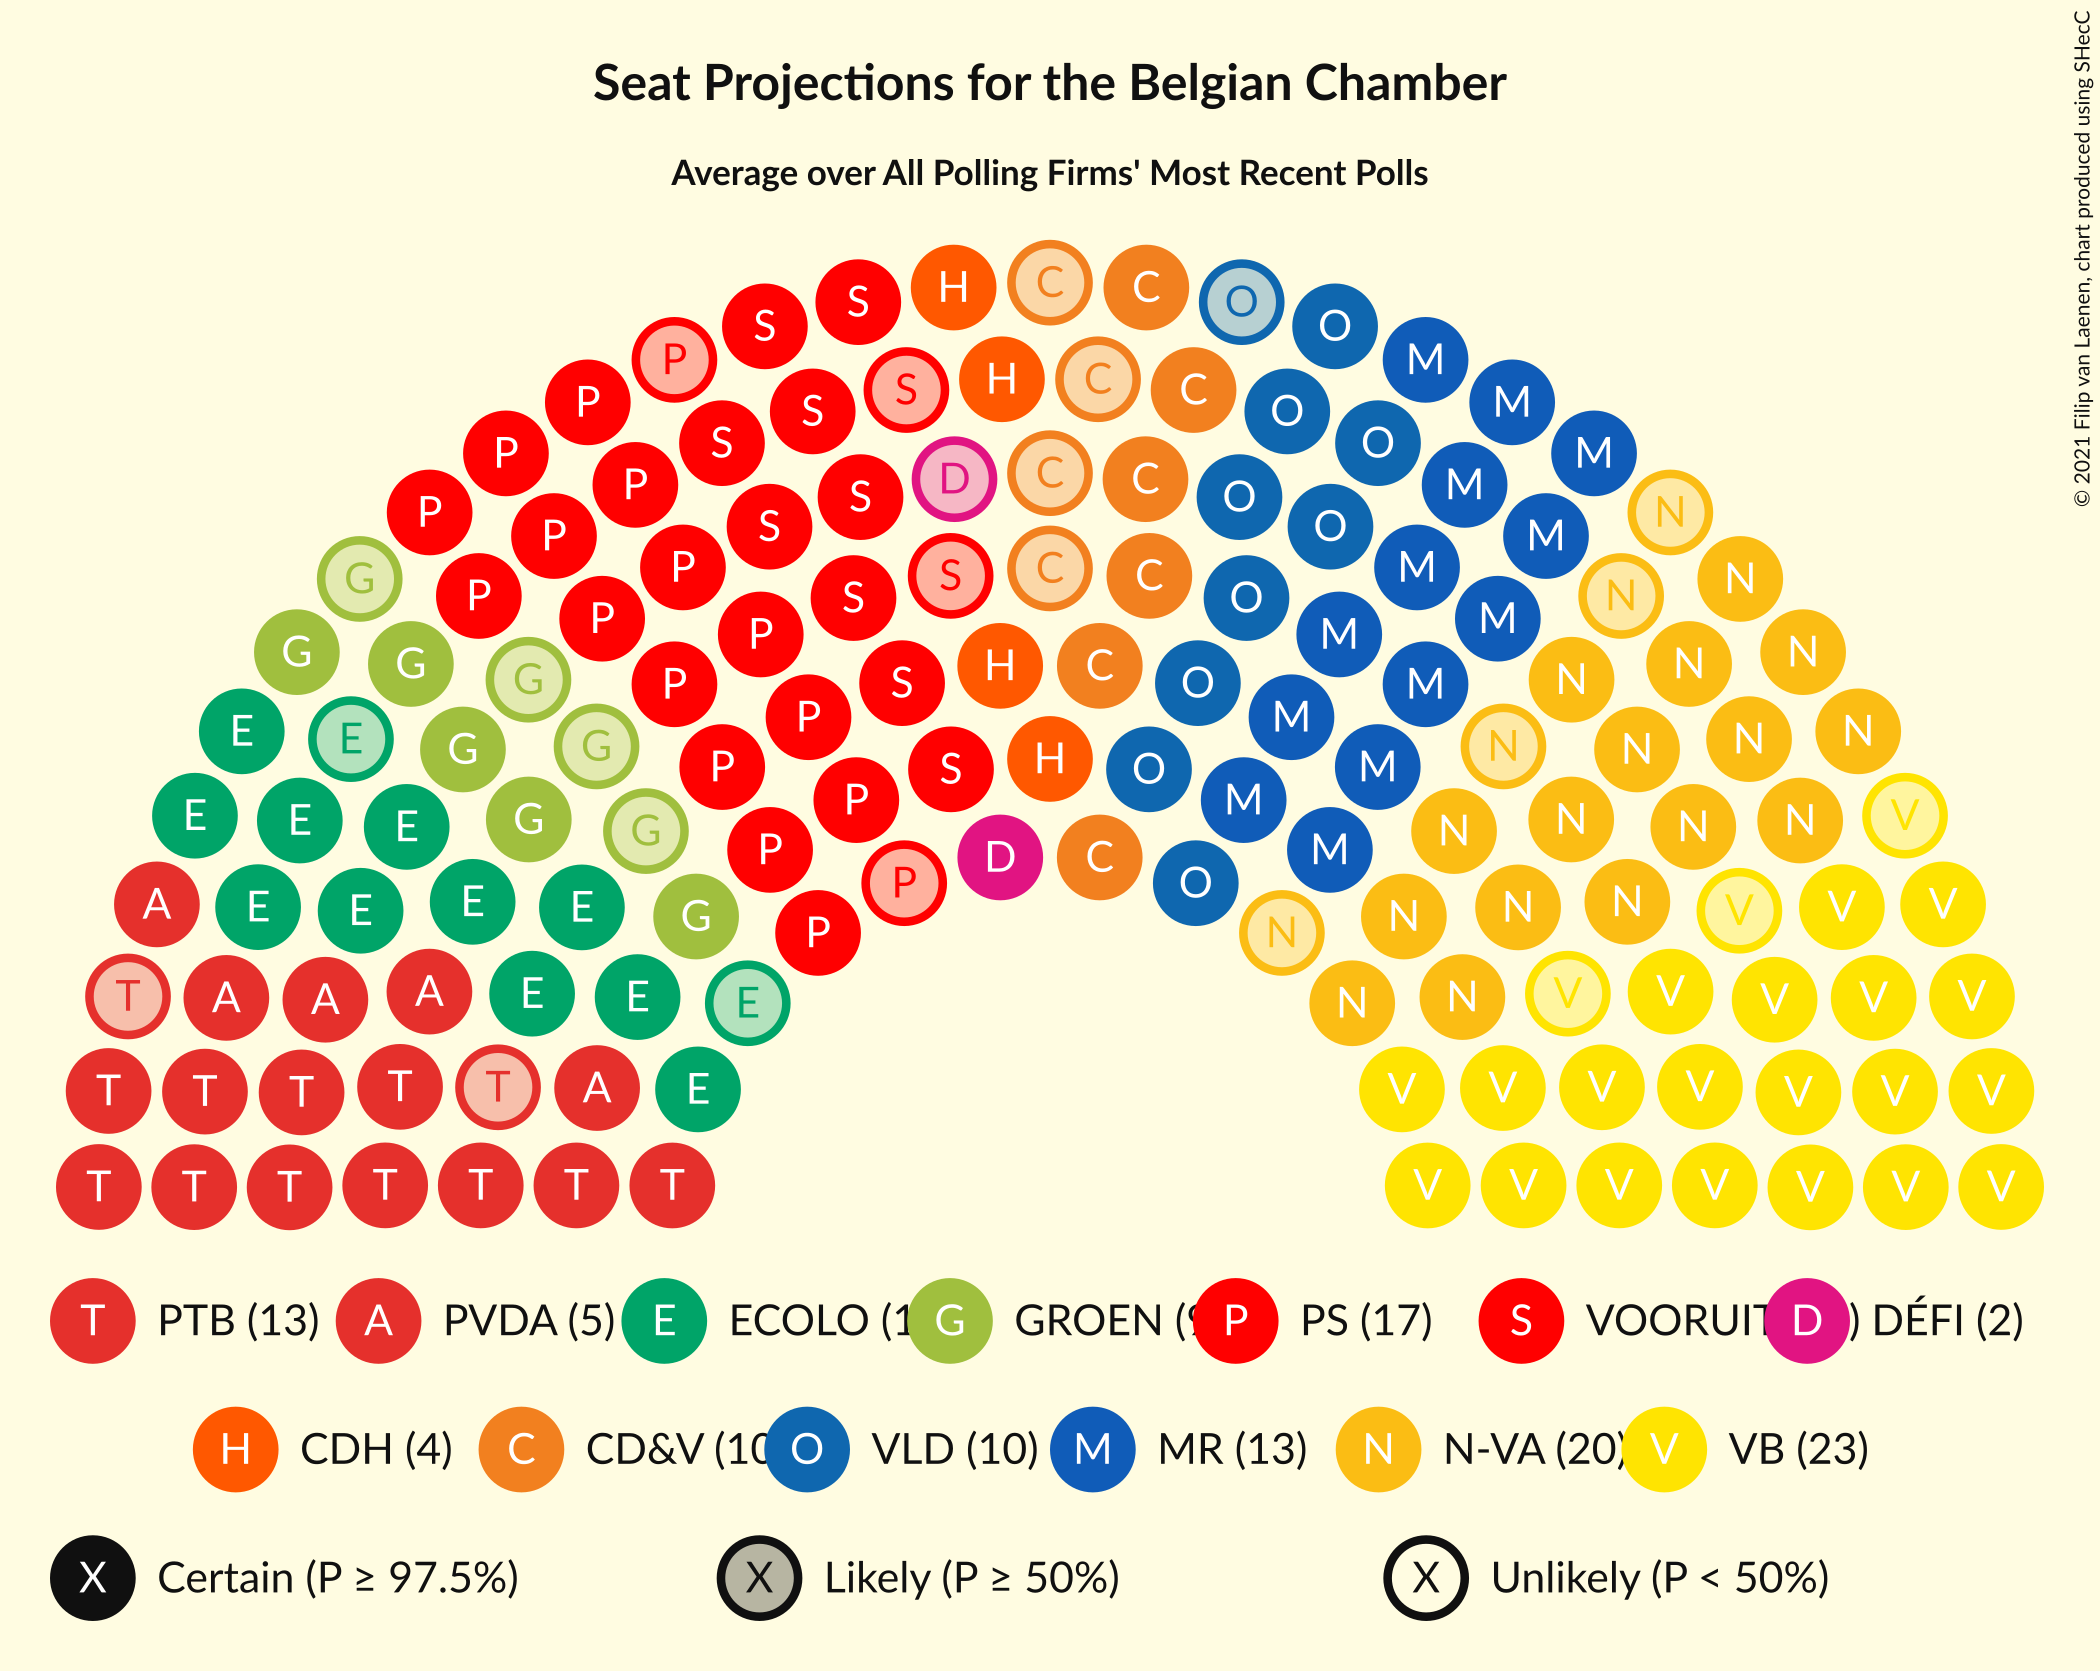 Seat Projections for the Belgian Chamber
Average over All Polling Firms' Most Recent Polls
© 2021 Filip van Laenen, chart produced using SHecC
S H C C O
S O
P S H C C M
P S O M
P S O M
P S D C C O M
P P S O M N
G P P S S C C O M N N
P P M M
G G G P S H C O M N N N
E E G G P P S H O M M N N N N
E E E G G P P D C M M N N N N V
A E E E E G P P O N N N N V V V
T A A A E E E N N V V V V V
T T T T T A E V V V V V V V
T T T T T T T V V V V V V V
T PTB (13) A PVDA (5) E ECOLO G GROEN P PS (17) S VOORUIT D DÉFI (2)
H CDH (4) C CD&V (10 O VLD (10) M MR (13) N N-VA (20) V VB (23)
X Certain (P ≥ 97.5%) X Likely (P ≥ 50%) X Unlikely (P < 50%)